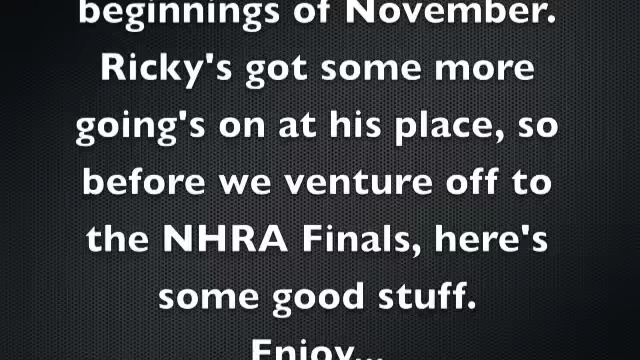 beginnings of November.
Ricky's got some more
going's on at his place, so
before we venture off to
the NHRA Finals, here's
some good stuff.
Enjoy...